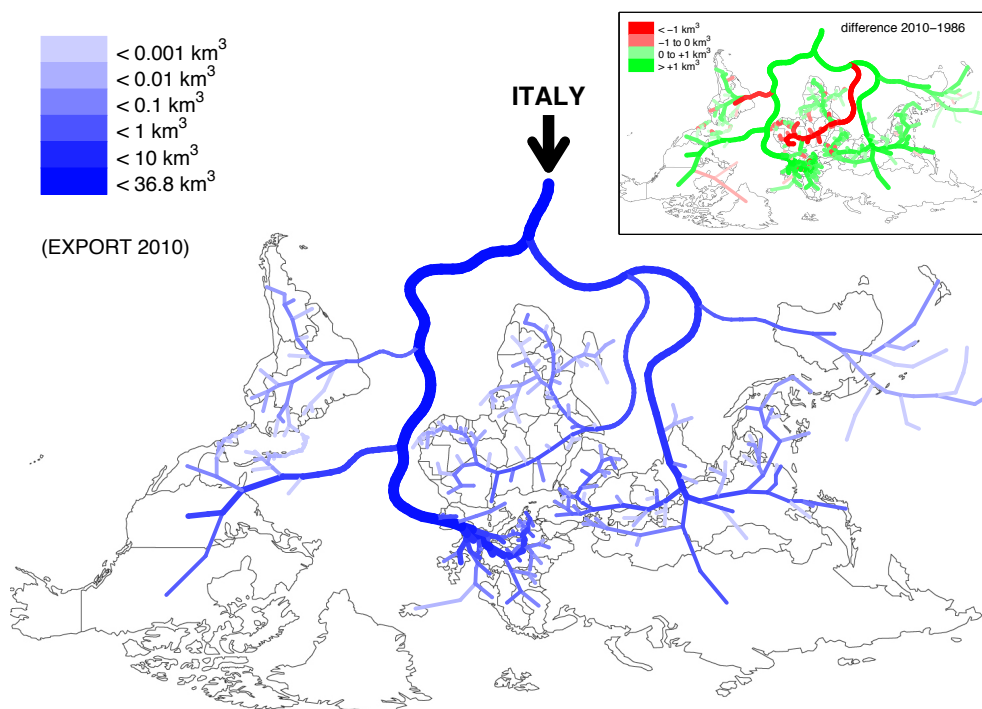 < 0.001 km³
< 0.01 km³
< 0.1 km³
< 1 km³
< 10 km³
< 36.8 km³
(EXPORT 2010)
ITALY
difference 2010−1986
< −1 km³
−1 to 0 km³
0 to +1 km³
> +1 km³